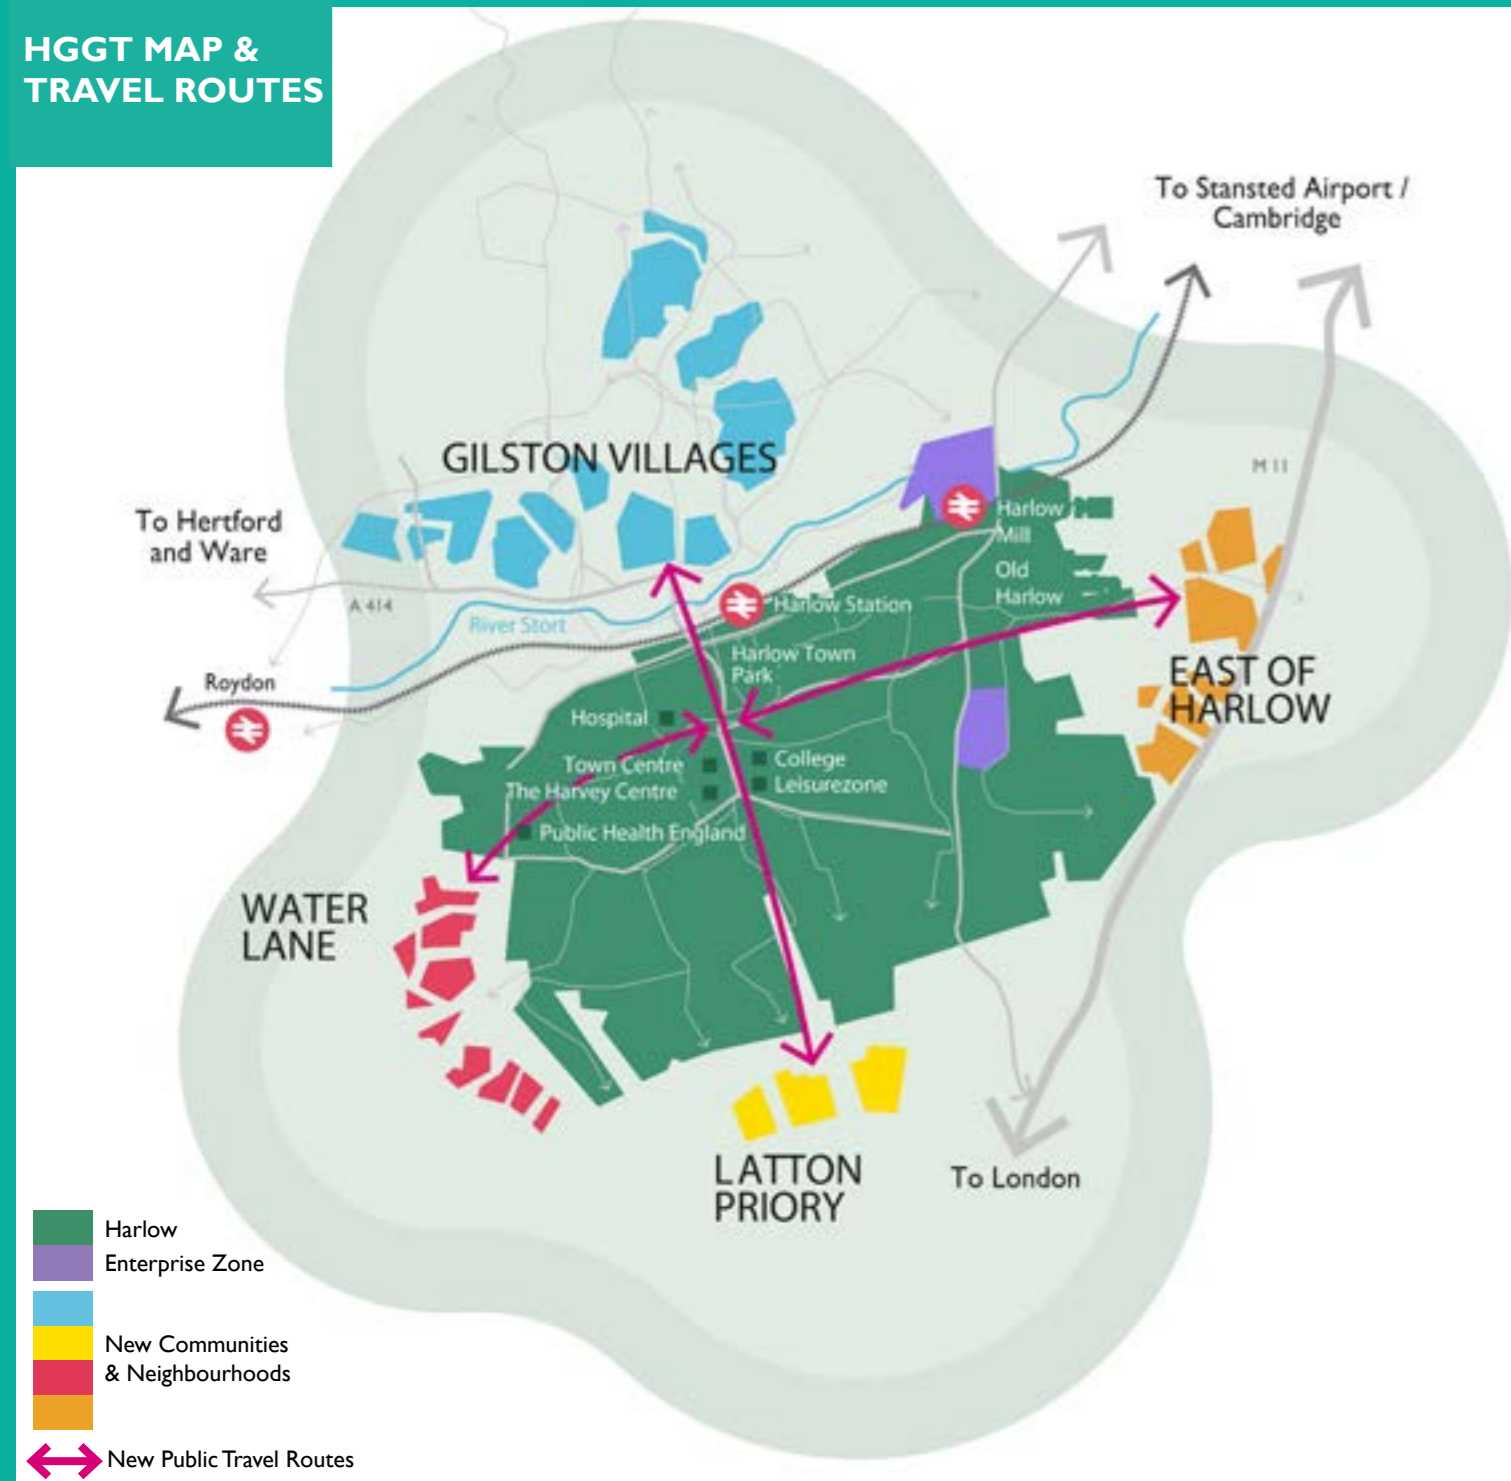 HGGT MAP &
TRAVEL ROUTES
To Stansted Airport /
Cambridge
GILSTON VILLAGES
M11
To Hertford
and Ware
Harlow
Mill
Old
Harlow
A 414
Harlow Station
River Stort
Harlow Town
Park
Roydon
EAST OF
HARLOW
Hospital
Town Centre
College
The Harvey Centre
Leisurezone
Public Health England
WATER
LANE
LATTON
PRIORY
To London
Harlow
Enterprise Zone
New Communities
& Neighbourhoods
New Public Travel Routes